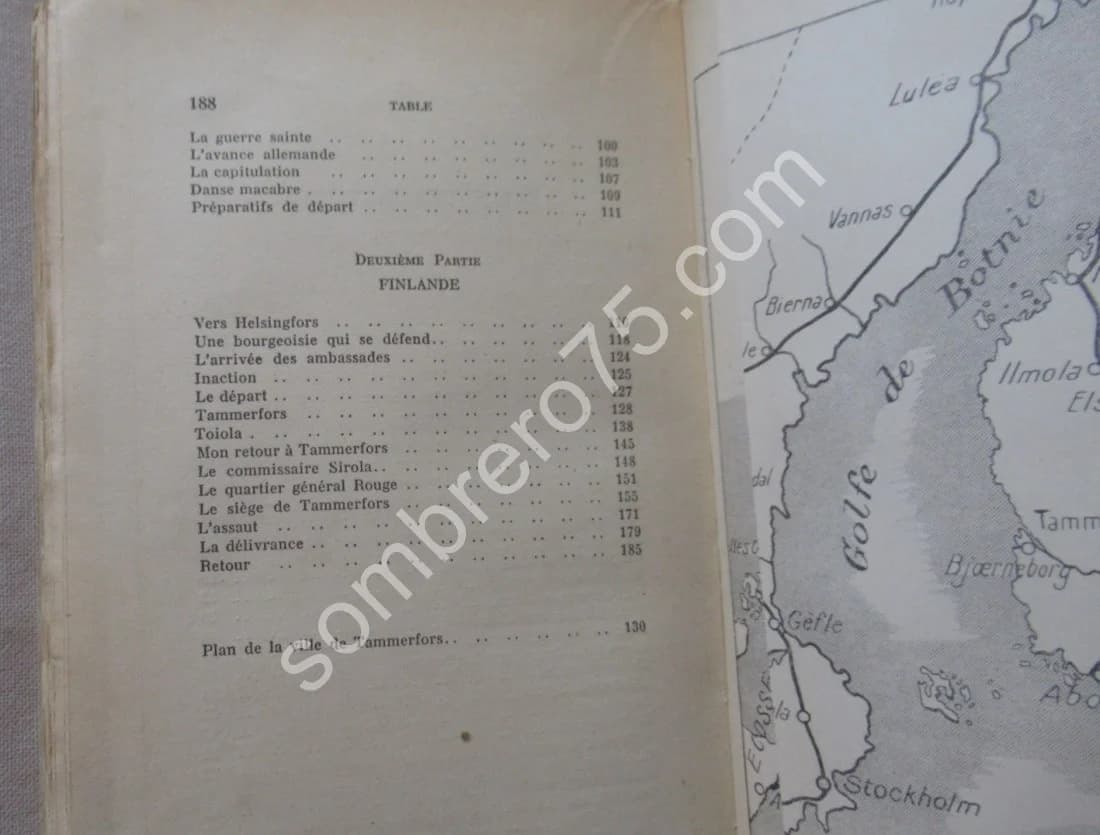 188 TABLE
La guerre sainte .. .. .. .. .. .. .. .. .. 100
L'avance allemande .. .. .. .. .. .. .. .. 103
La capitulation .. .. .. .. .. .. .. .. .. 107
Danse macabre . .. .. .. .. .. .. .. .. .. 109
Préparatifs de départ .. .. .. .. .. .. .. .. 111
DEUXIÈME PARTIE
FINLANDE
Vers Helsingfors .. .. .. .. .. .. .. .. ..
Une bourgeoisie qui se défend.. .. .. .. .. .. 118
L'arrivée des ambassades .. .. .. .. .. .. .. 124
Inaction .. .. .. .. .. .. .. .. .. .. .. 125
Le départ .. .. .. .. .. .. .. .. .. .. .. 127
Tammerfors .. .. .. .. .. .. .. .. .. .. 128
Toiola . .. .. .. .. .. .. .. .. .. .. .. 138
Mon retour à Tammerfors .. .. .. .. .. .. .. 145
Le commissaire Sirola.. .. .. .. .. .. .. .. 148
Le quartier général Rouge .. .. .. .. .. .. .. 151
Le siège de Tammerfors .. .. .. .. .. .. .. 155
L'assaut .. .. .. .. .. .. .. .. .. .. .. 171
La délivrance .. .. .. .. .. .. .. .. .. .. 179
Retour .. .. .. .. .. .. .. .. .. .. 185
Plan de la ville de Tammerfors.. .. .. .. .. .. 130
sombrero75.com
Luléa
Vannas
Bierna
Golfe de Botnie
Ilmola
Tamm
Bjœrneborg
Gèfle
Abo
Stockholm